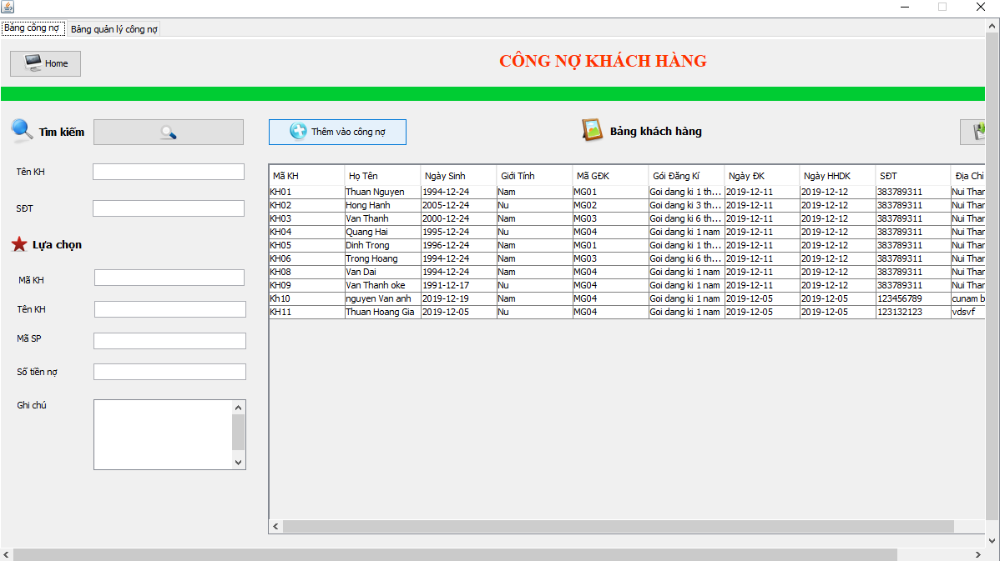 Bảng công nợ Bảng quản lý công nợ
Home
CÔNG NỢ KHÁCH HÀNG
Tìm kiếm
Thêm vào công nợ
Bảng khách hàng
Tên KH
SĐT
Lựa chọn
Mã KH
Tên KH
Mã SP
Số tiền nợ
Ghi chú
Mã KH Họ Tên Ngày Sinh Giới Tính Mã GĐK Gói Đăng Kí Ngày ĐK Ngày HHDK SĐT Địa Chỉ
KH01 Thuan Nguyen 1994-12-24 Nam MG01 Goi dang ki 1 th... 2019-12-11 2019-12-12 383789311 Nui Than
KH02 Hong Hanh 2005-12-24 Nu MG02 Goi dang ki 3 th... 2019-12-11 2019-12-12 383789311 Nui Than
KH03 Van Thanh 2000-12-24 Nam MG03 Goi dang ki 6 th... 2019-12-11 2019-12-12 383789311 Nui Than
KH04 Quang Hai 1995-12-24 Nu MG04 Goi dang ki 1 nam 2019-12-11 2019-12-12 383789311 Nui Than
KH05 Dinh Trong 1996-12-24 Nam MG01 Goi dang ki 1 th... 2019-12-11 2019-12-12 383789311 Nui Than
KH06 Trong Hoang 1994-12-24 Nam MG03 Goi dang ki 6 th... 2019-12-11 2019-12-12 383789311 Nui Than
KH08 Van Dai 1994-12-24 Nam MG04 Goi dang ki 1 nam 2019-12-11 2019-12-12 383789311 Nui Than
KH09 Van Thanh oke 1991-12-17 Nu MG04 Goi dang ki 1 nam 2019-12-11 2019-12-12 383789311 Nui Than
Kh10 nguyen Van anh 2019-12-19 Nam MG04 Goi dang ki 1 nam 2019-12-05 2019-12-05 123456789 cunam b
KH11 Thuan Hoang Gia 2019-12-05 Nu MG04 Goi dang ki 1 nam 2019-12-05 2019-12-05 123132123 vdsvf